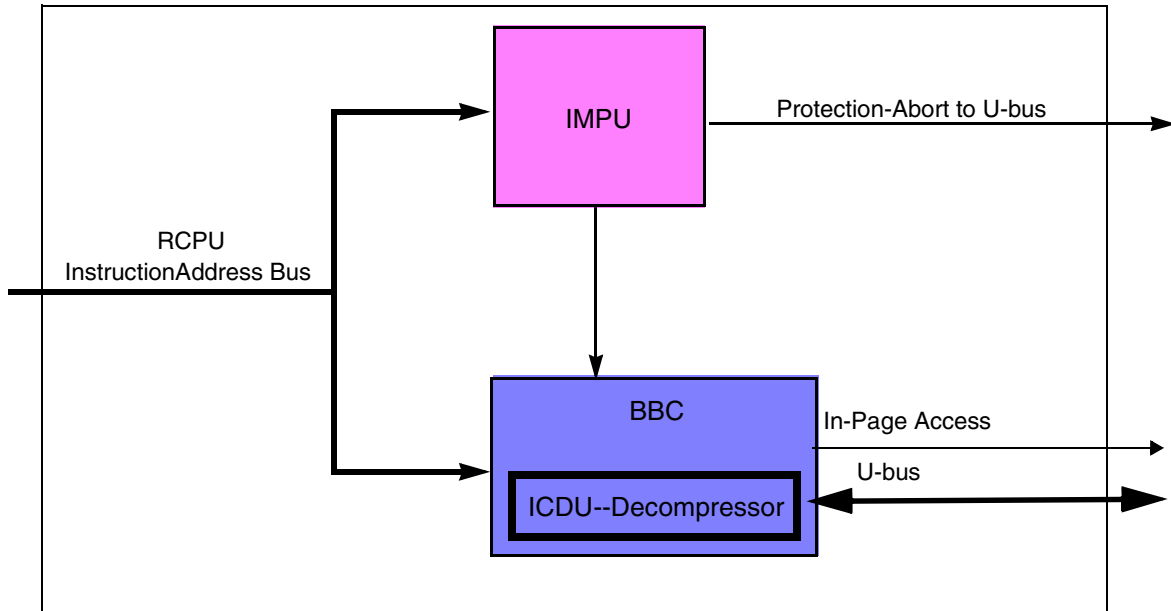 IMPU
Protection-Abort to U-bus
RCPU
InstructionAddress Bus
BBC
In-Page Access
U-bus
ICDU--Decompressor